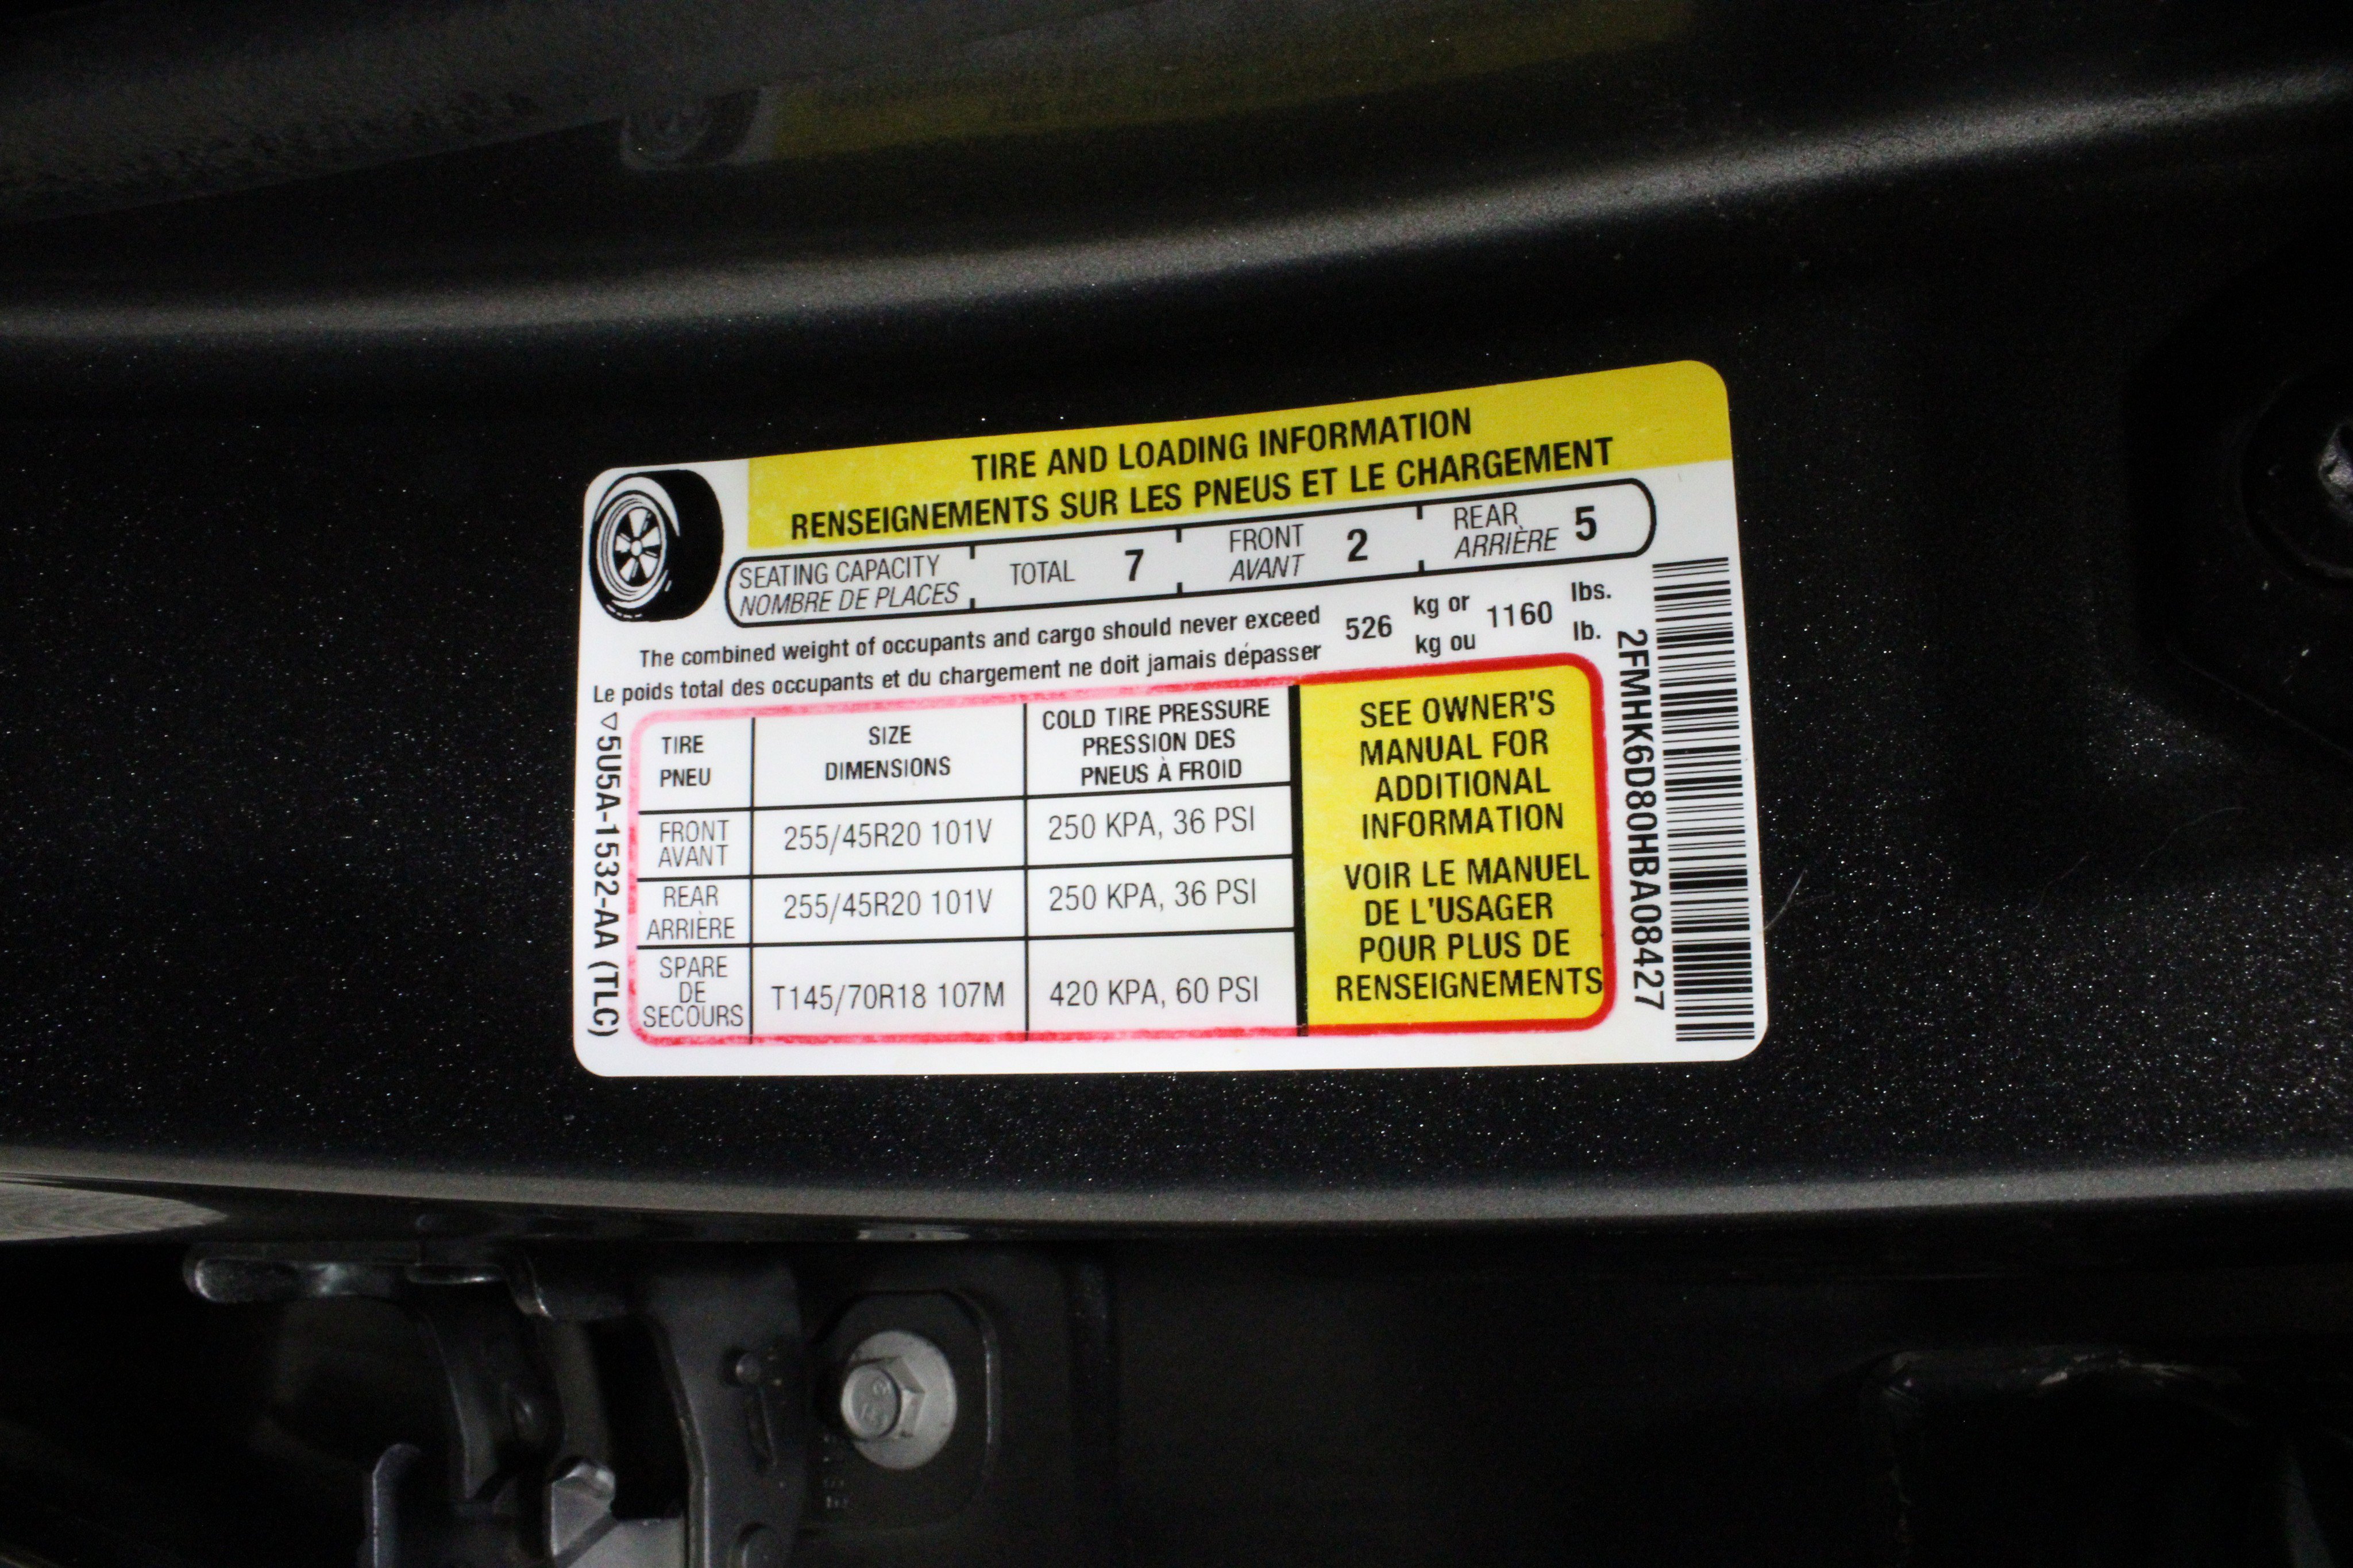 TIRE AND LOADING INFORMATION
RENSEIGNEMENTS SUR LES PNEUS ET LE CHARGEMENT
SEATING CAPACITY
NOMBRE DE PLACES
TOTAL 7
FRONT
AVANT
2
REAR
ARRIÈRE
5
The combined weight of occupants and cargo should never exceed 526 kg or 1160 lbs.
Le poids total des occupants et du chargement ne doit jamais dépasser kg ou lb.
TIRE
PNEU
SIZE
DIMENSIONS
COLD TIRE PRESSURE
PRESSION DES
PNEUS À FROID
FRONT
AVANT
255/45R20 101V
250 KPA, 36 PSI
REAR
ARRIÈRE
255/45R20 101V
250 KPA, 36 PSI
SPARE
DE
SECOURS
T145/70R18 107M
420 KPA, 60 PSI
SEE OWNER'S
MANUAL FOR
ADDITIONAL
INFORMATION
VOIR LE MANUEL
DE L'USAGER
POUR PLUS DE
RENSEIGNEMENTS
5U5A-1532-AA (TLC)
2FMHK6D80HBA08427